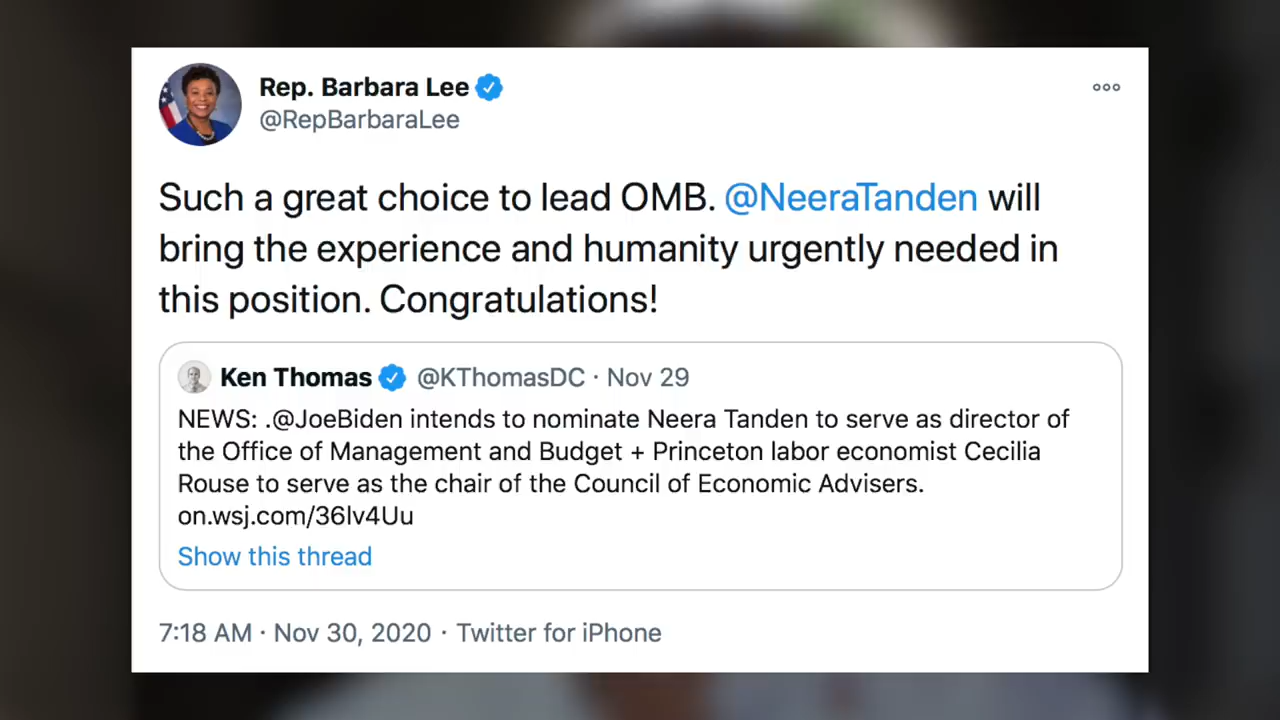 Rep. Barbara Lee
@RepBarbaraLee
Such a great choice to lead OMB. @NeeraTanden will
bring the experience and humanity urgently needed in
this position. Congratulations!
Ken Thomas @KThomasDC · Nov 29
NEWS: .@JoeBiden intends to nominate Neera Tanden to serve as director of
the Office of Management and Budget + Princeton labor economist Cecilia
Rouse to serve as the chair of the Council of Economic Advisers.
on.wsj.com/36lv4Uu
Show this thread
7:18 AM · Nov 30, 2020 · Twitter for iPhone